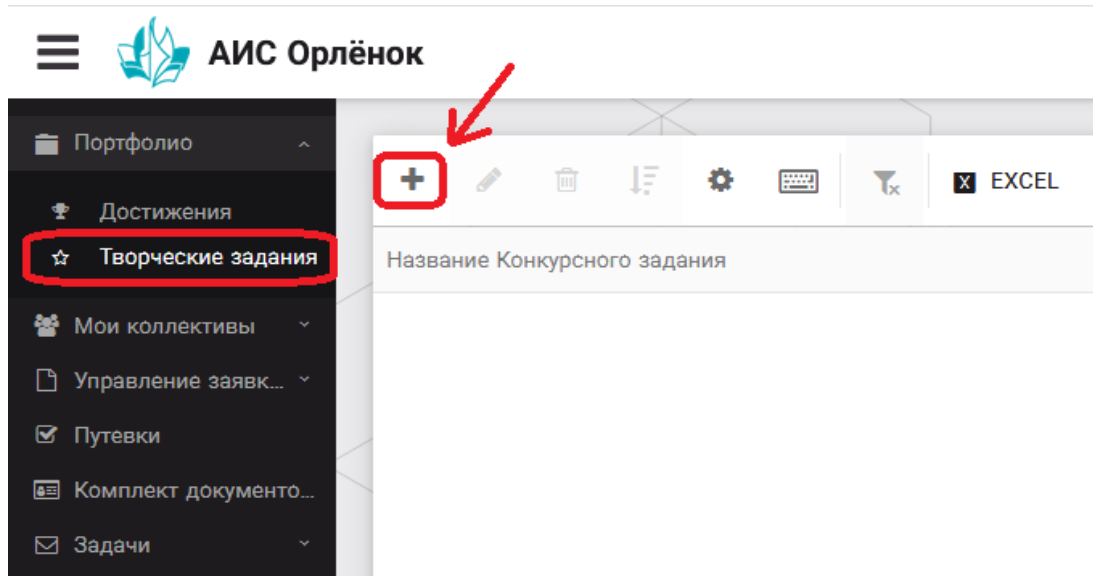 АИС Орлёнок
Портфолио
Достижения
Творческие задания
Мои коллективы
Управление заявк...
Путевки
Комплект документо...
Задачи
X EXCEL
Название Конкурсного задания